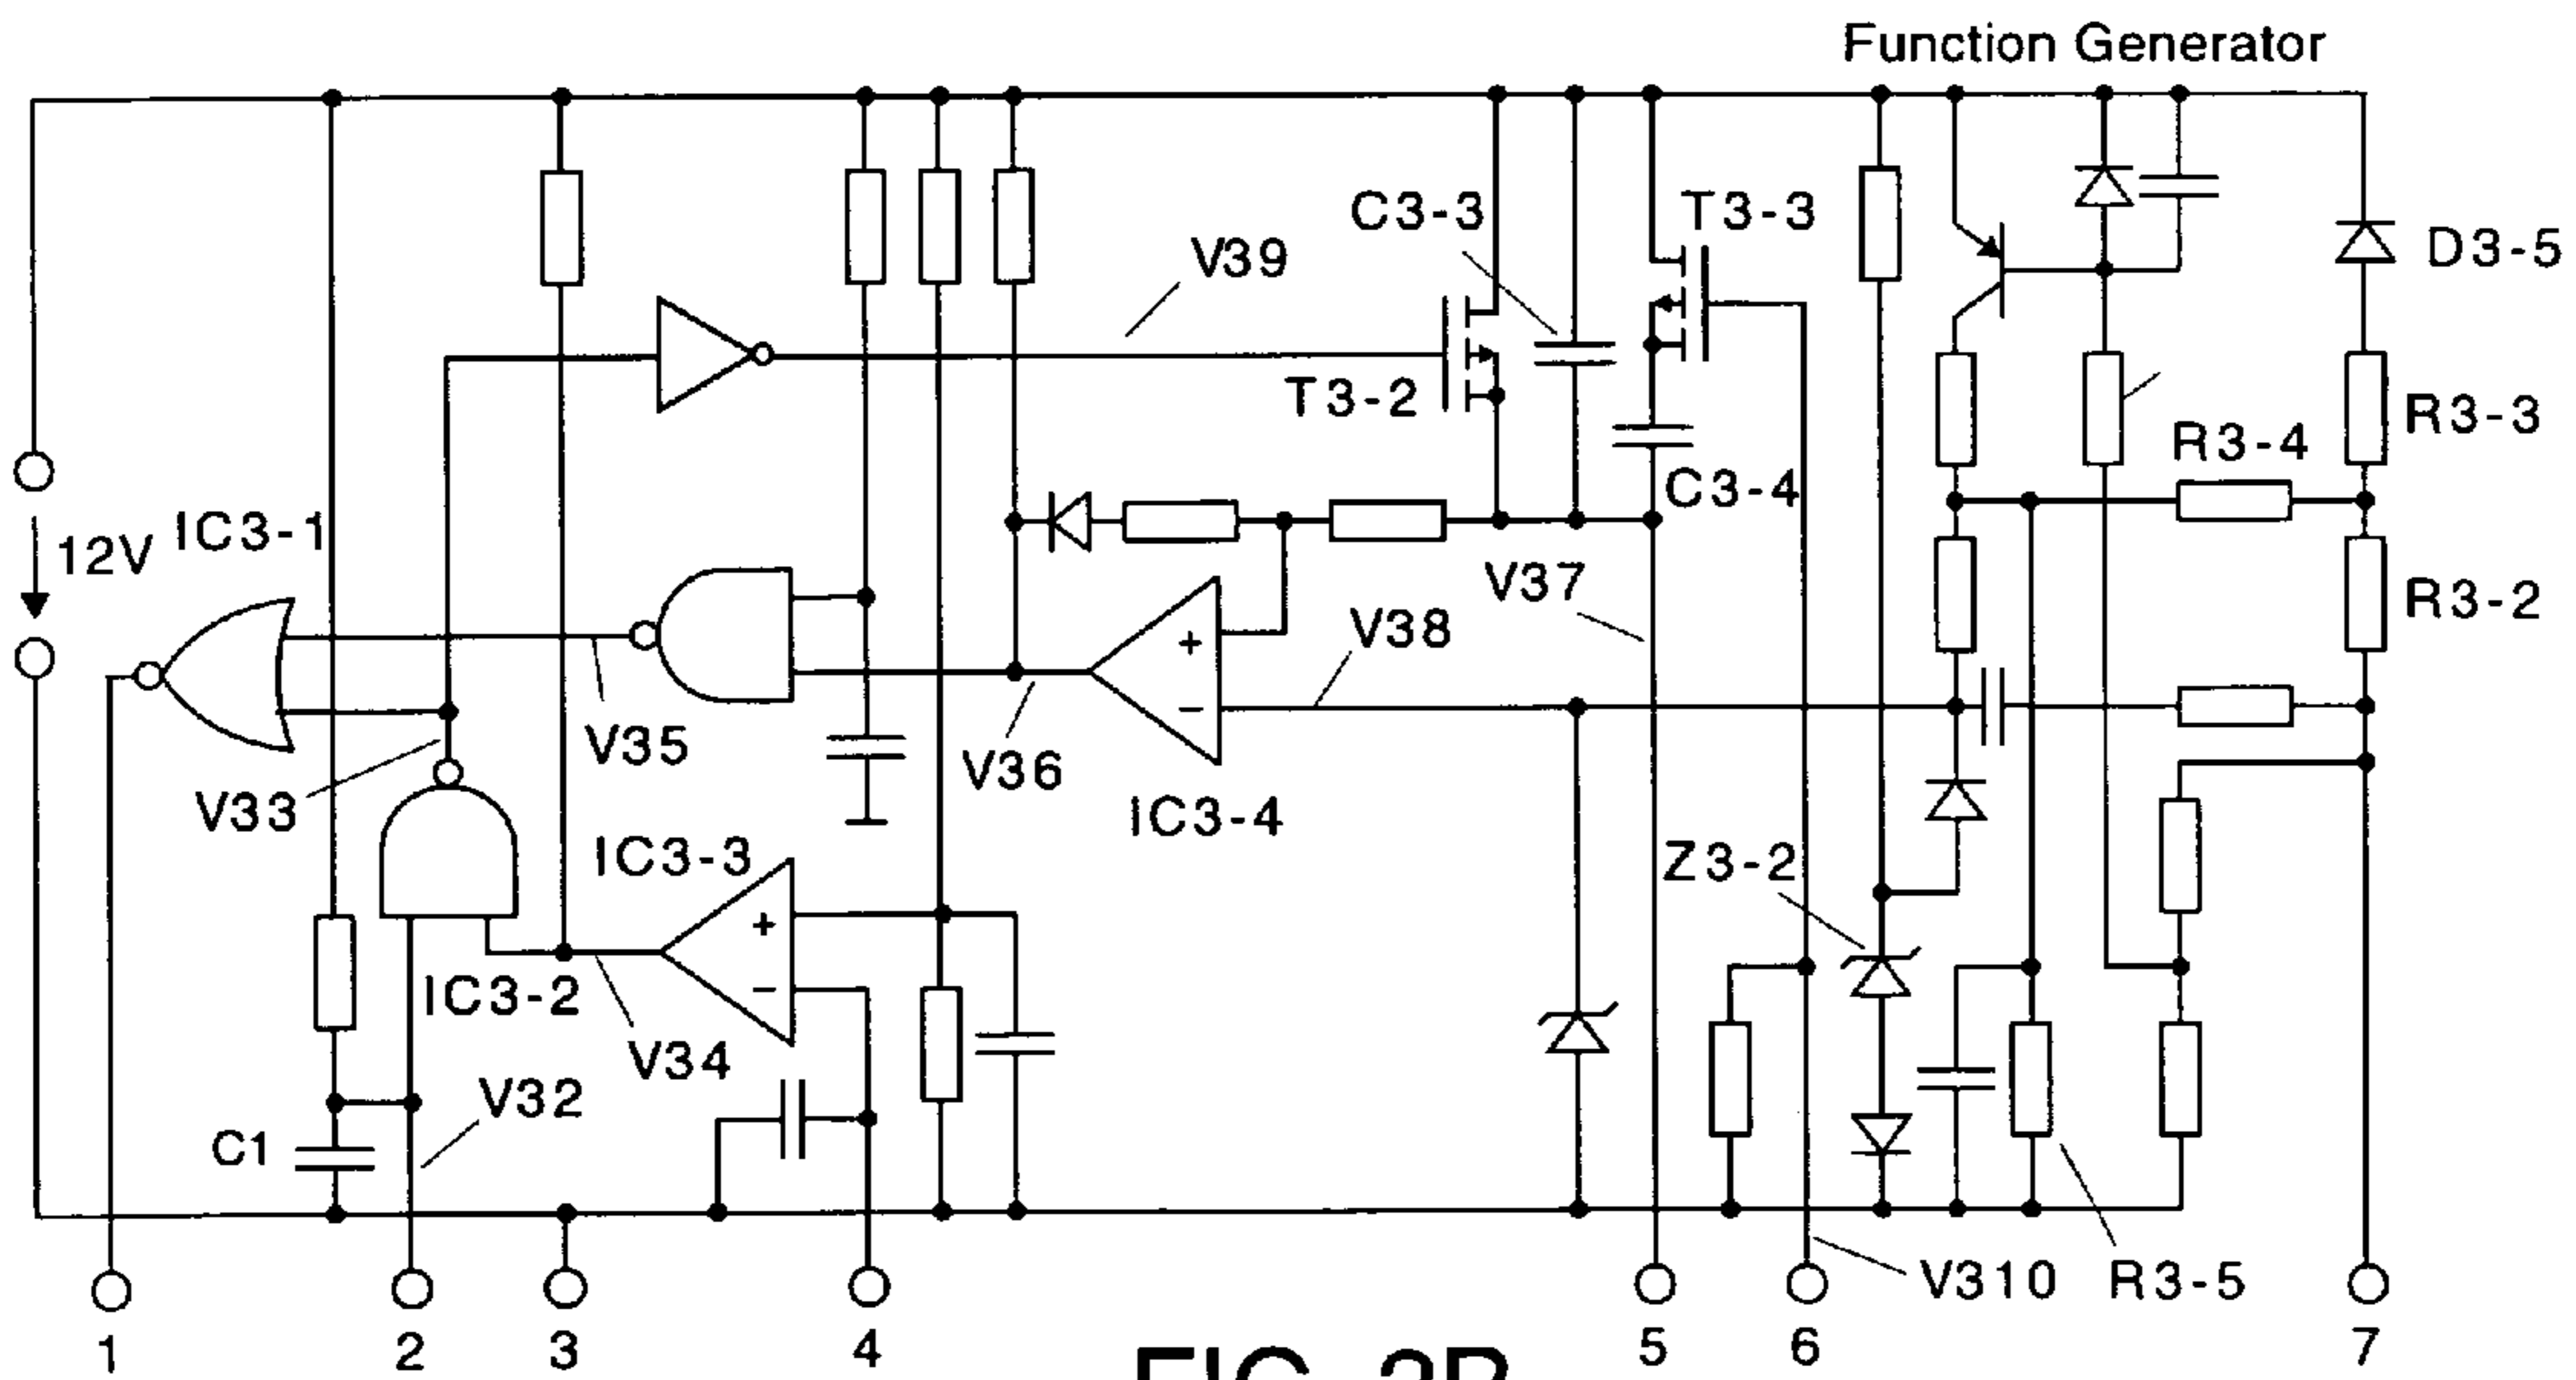 Function Generator
C3-3
T3-3
V39
D3-5
T3-2
R3-3
R3-4
C3-4
IC3-1
12V
V37
R3-2
V38
V35
V36
V33
IC3-4
IC3-3
Z3-2
IC3-2
V34
V32
C1
V310
R3-5
1
2
3
4
5
6
7